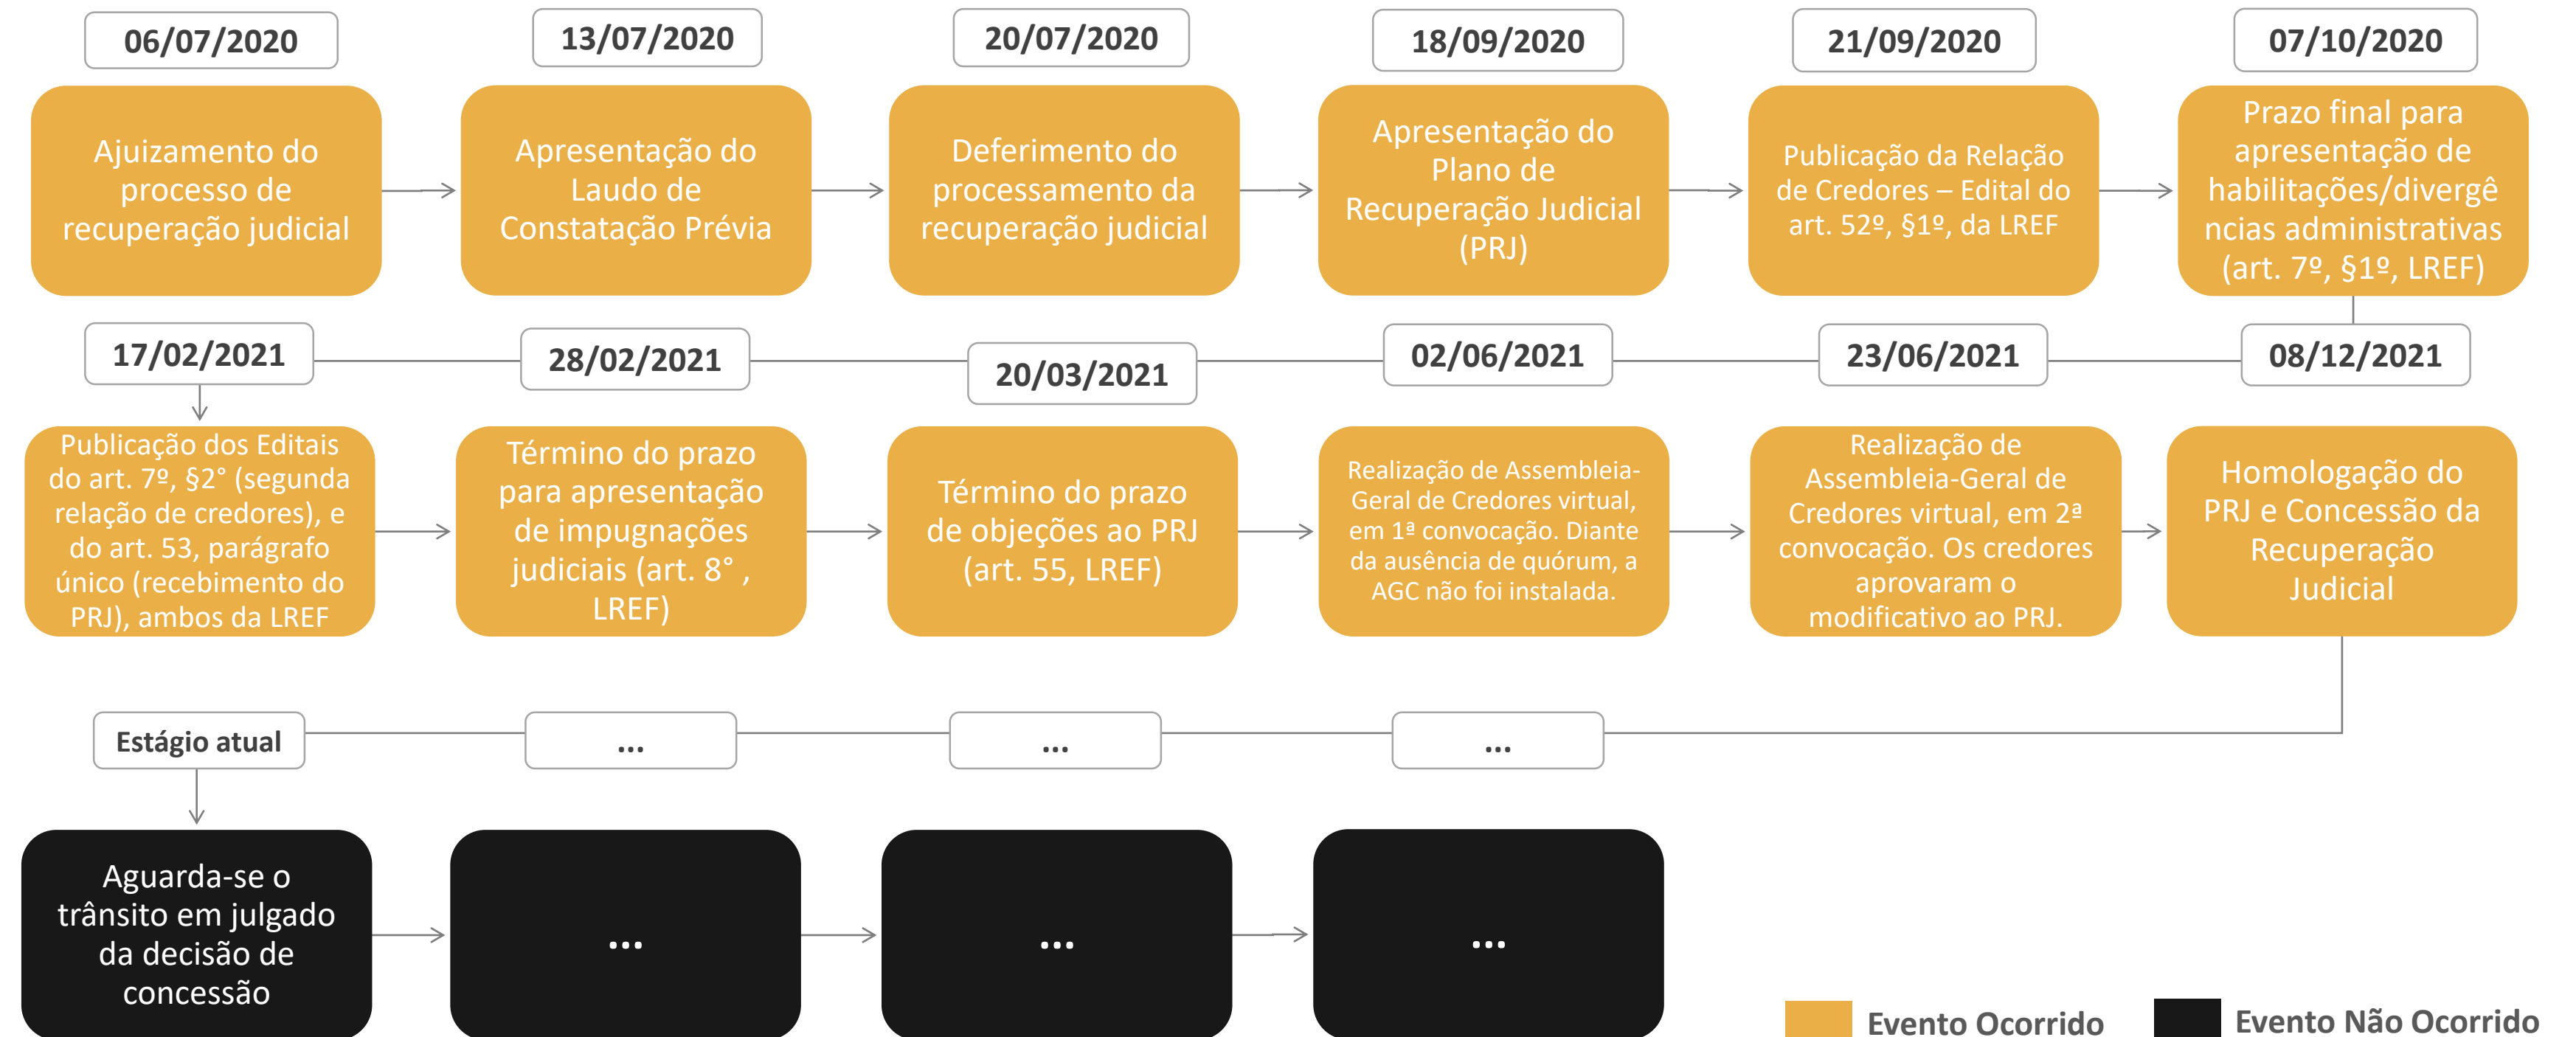 06/07/2020
13/07/2020
20/07/2020
18/09/2020
21/09/2020
07/10/2020
Ajuizamento do
processo de
recuperação judicial
Apresentação do
Laudo de
Constatação Prévia
Deferimento do
processamento da
recuperação judicial
Apresentação do
Plano de
Recuperação Judicial
(PRJ)
Publicação da Relação
de Credores – Edital do
art. 52º, §1º, da LREF
Prazo final para
apresentação de
habilitações/divergê
ncias administrativas
(art. 7º, §1º, LREF)
17/02/2021
28/02/2021
20/03/2021
02/06/2021
23/06/2021
08/12/2021
Publicação dos Editais
do art. 7º, §2° (segunda
relação de credores), e
do art. 53, parágrafo
único (recebimento do
PRJ), ambos da LREF
Término do prazo
para apresentação
de impugnações
judiciais (art. 8° ,
LREF)
Término do prazo
de objeções ao PRJ
(art. 55, LREF)
Realização de Assembleia-
Geral de Credores virtual,
em 1ª convocação. Diante
da ausência de quórum, a
AGC não foi instalada.
Realização de
Assembleia-Geral de
Credores virtual, em 2ª
convocação. Os credores
aprovaram o
modificativo ao PRJ.
Homologação do
PRJ e Concessão da
Recuperação
Judicial
Estágio atual
...
...
...
Aguarda-se o
trânsito em julgado
da decisão de
concessão
...
...
...
Evento Ocorrido
Evento Não Ocorrido